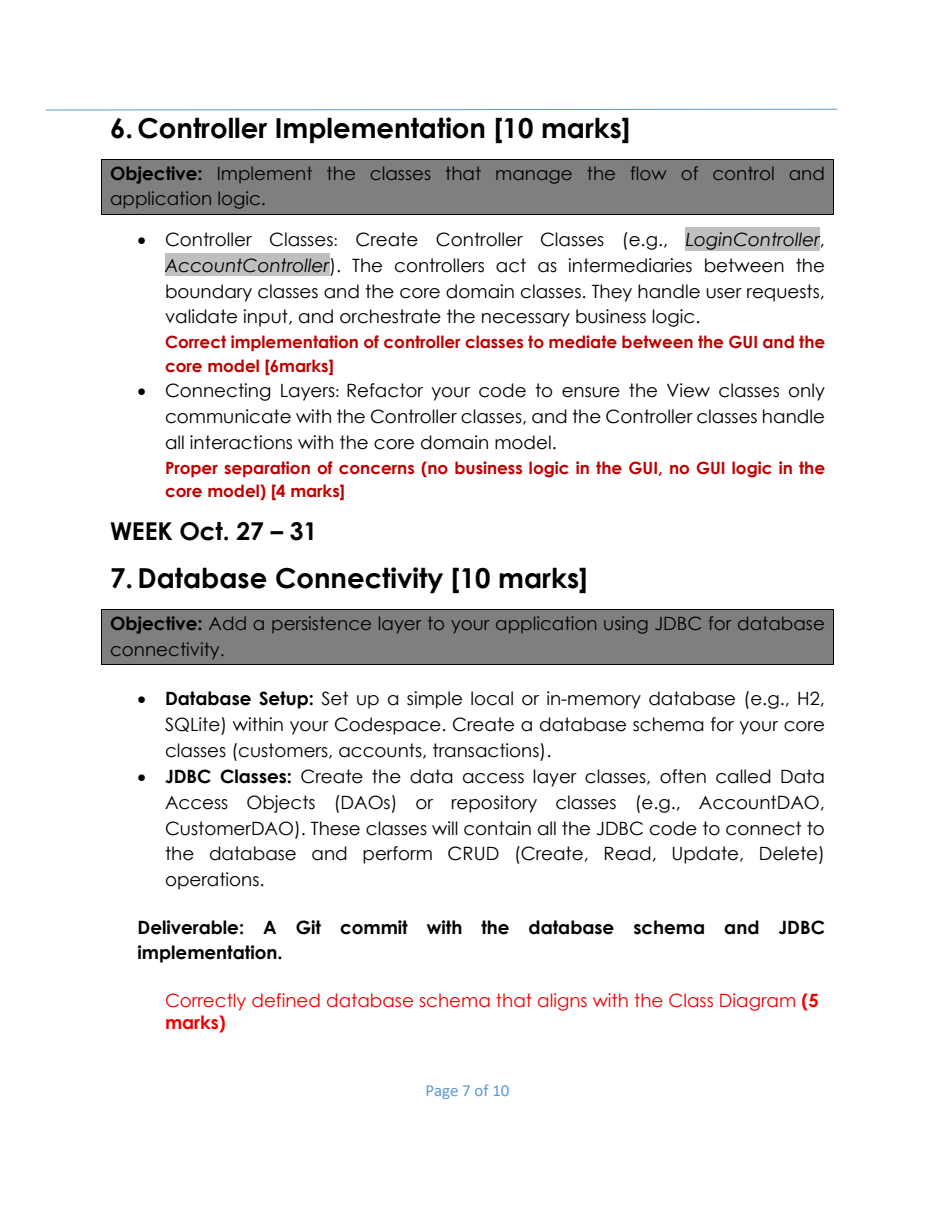 6. Controller Implementation [10 marks]
Objective: Implement the classes that manage the flow of control and
application logic.
• Controller Classes: Create Controller Classes (e.g., LoginController,
AccountController). The controllers act as intermediaries between the
boundary classes and the core domain classes. They handle user requests,
validate input, and orchestrate the necessary business logic.
Correct implementation of controller classes to mediate between the GUI and the
core model [6marks]
• Connecting Layers: Refactor your code to ensure the View classes only
communicate with the Controller classes, and the Controller classes handle
all interactions with the core domain model.
Proper separation of concerns (no business logic in the GUI, no GUI logic in the
core model) [4 marks]
WEEK Oct. 27 – 31
7. Database Connectivity [10 marks]
Objective: Add a persistence layer to your application using JDBC for database
connectivity.
• Database Setup: Set up a simple local or in-memory database (e.g., H2,
SQLite) within your Codespace. Create a database schema for your core
classes (customers, accounts, transactions).
• JDBC Classes: Create the data access layer classes, often called Data
Access Objects (DAOs) or repository classes (e.g., AccountDAO,
CustomerDAO). These classes will contain all the JDBC code to connect to
the database and perform CRUD (Create, Read, Update, Delete)
operations.
Deliverable: A Git commit with the database schema and JDBC
implementation.
Correctly defined database schema that aligns with the Class Diagram (5
marks)
Page 7 of 10